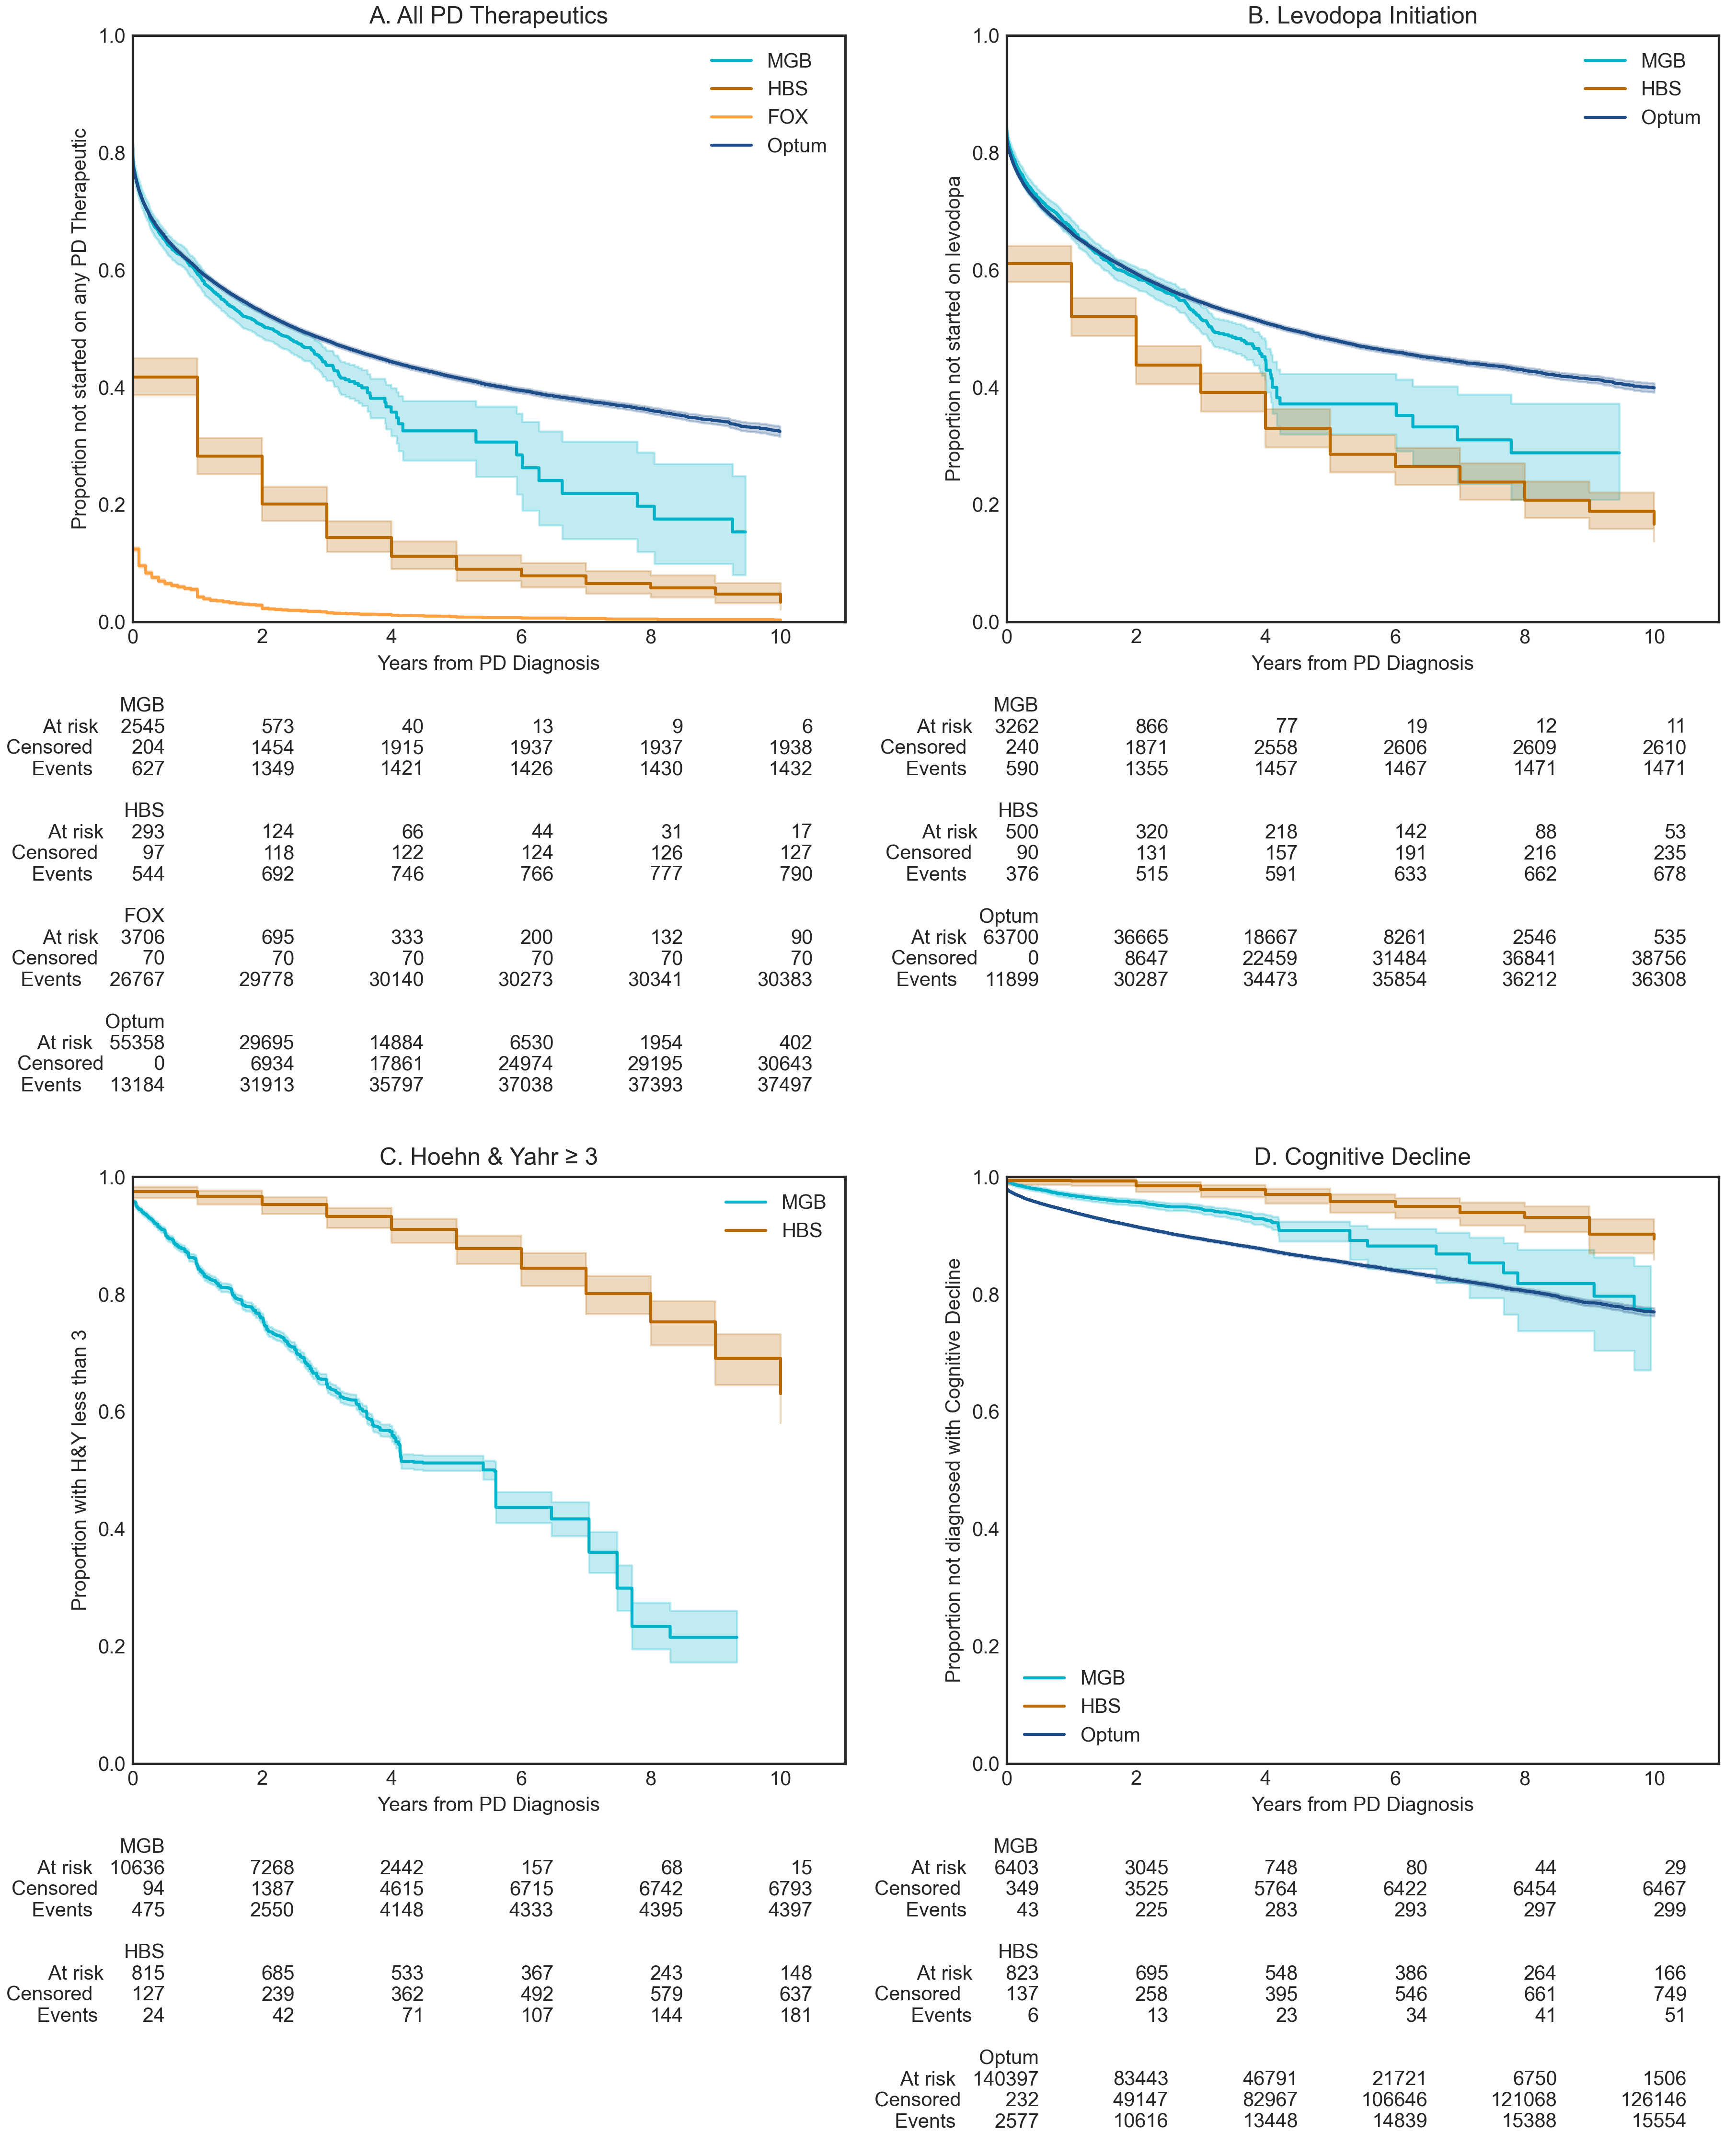 A. All PD Therapeutics
1.0
0.8
0.6
0.4
0.2
0.0
Proportion not started on any PD Therapeutic
MGB
HBS
FOX
Optum
0 2 4 6 8 10
Years from PD Diagnosis
MGB
At risk 2545 573 40 13 9 6
Censored 204 1454 1915 1937 1937 1938
Events 627 1349 1421 1426 1430 1432
HBS
At risk 293 124 66 44 31 17
Censored 97 118 122 124 126 127
Events 544 692 746 766 777 790
FOX
At risk 3706 695 333 200 132 90
Censored 70 70 70 70 70 70
Events 26767 29778 30140 30273 30341 30383
Optum
At risk 55358 29695 14884 6530 1954 402
Censored 0 6934 17861 24974 29195 30643
Events 13184 31913 35797 37038 37393 37497
B. Levodopa Initiation
1.0
0.8
0.6
0.4
0.2
0.0
Proportion not started on levodopa
MGB
HBS
Optum
0 2 4 6 8 10
Years from PD Diagnosis
MGB
At risk 3262 866 77 19 12 11
Censored 240 1871 2558 2606 2609 2610
Events 590 1355 1457 1467 1471 1471
HBS
At risk 500 320 218 142 88 53
Censored 90 131 157 191 216 235
Events 376 515 591 633 662 678
Optum
At risk 63700 36665 18667 8261 2546 535
Censored 0 8647 22459 31484 36841 38756
Events 11899 30287 34473 35854 36212 36308
C. Hoehn & Yahr ≥ 3
1.0
0.8
0.6
0.4
0.2
0.0
Proportion with H&Y less than 3
MGB
HBS
0 2 4 6 8 10
Years from PD Diagnosis
MGB
At risk 10636 7268 2442 157 68 15
Censored 94 1387 4615 6715 6742 6793
Events 475 2550 4148 4333 4395 4397
HBS
At risk 815 685 533 367 243 148
Censored 127 239 362 492 579 637
Events 24 42 71 107 144 181
D. Cognitive Decline
1.0
0.8
0.6
0.4
0.2
0.0
Proportion not diagnosed with Cognitive Decline
MGB
HBS
Optum
0 2 4 6 8 10
Years from PD Diagnosis
MGB
At risk 6403 3045 748 80 44 29
Censored 349 3525 5764 6422 6454 6467
Events 43 225 283 293 297 299
HBS
At risk 823 695 548 386 264 166
Censored 137 258 395 546 661 749
Events 6 13 23 34 41 51
Optum
At risk 140397 83443 46791 21721 6750 1506
Censored 232 49147 82967 106646 121068 126146
Events 2577 10616 13448 14839 15388 15554